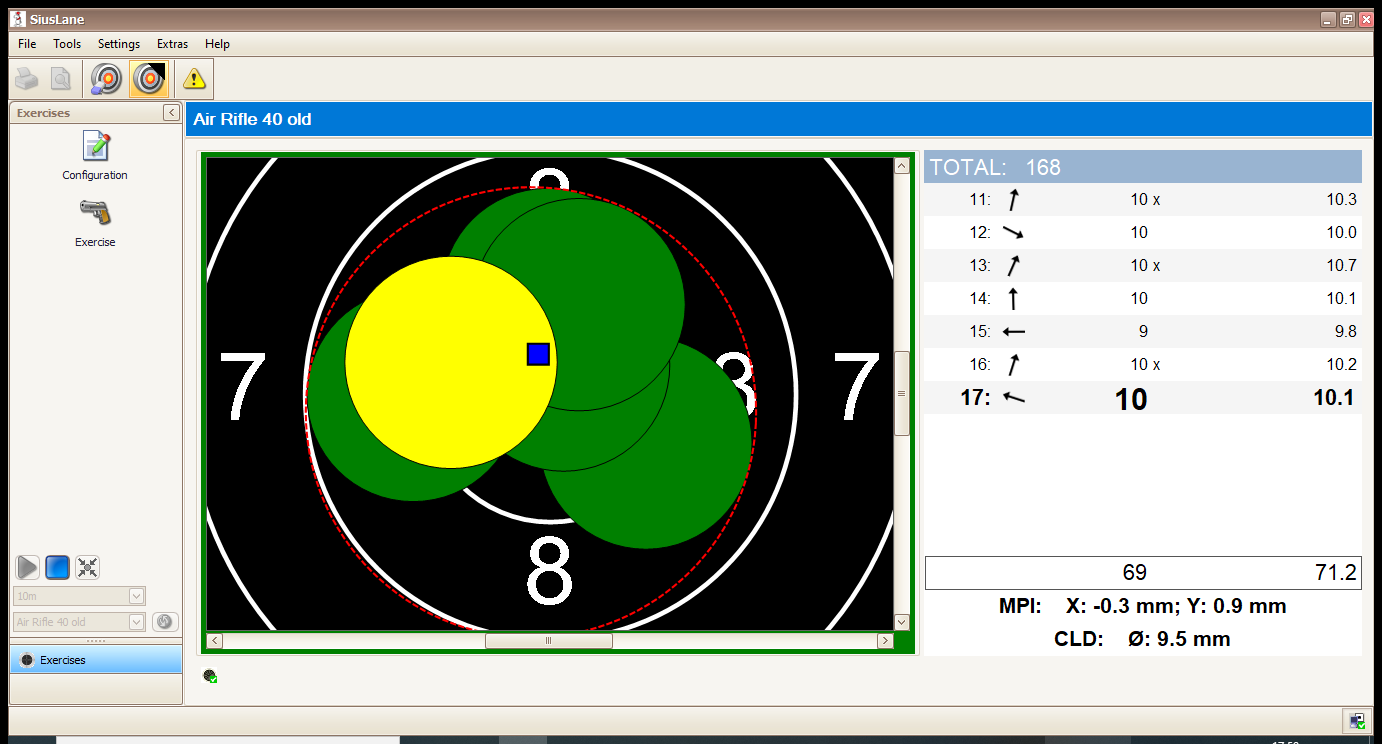 SiusLane
File Tools Settings Extras Help
Exercises
Configuration
Exercise
10m
Air Rifle 40 old
Exercises
Air Rifle 40 old
7 8 7
8
TOTAL: 168
11: 10 x 10.3
12: 10 10.0
13: 10 x 10.7
14: 10 10.1
15: 9 9.8
16: 10 x 10.2
17: 10 10.1
69 71.2
MPI: X: -0.3 mm; Y: 0.9 mm
CLD: Ø: 9.5 mm